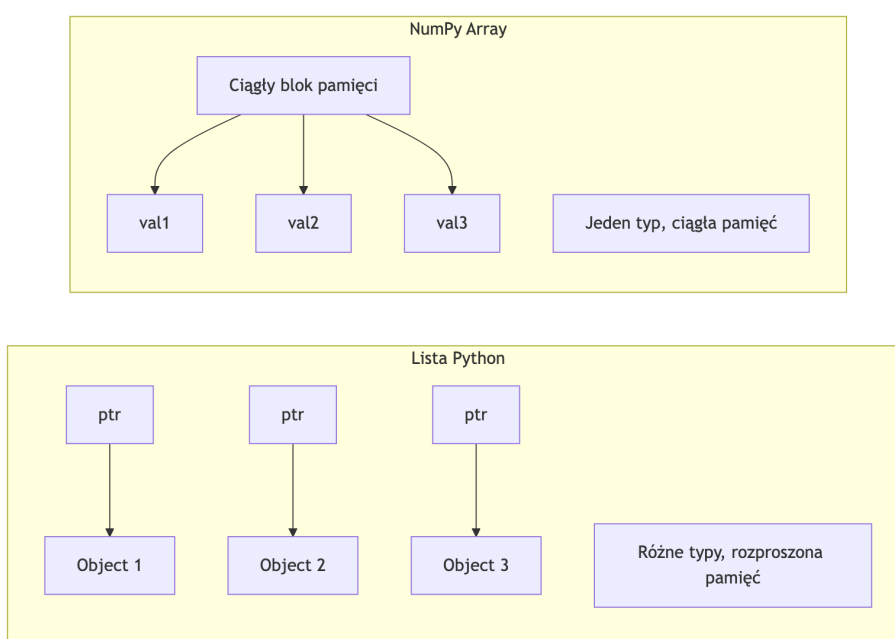 NumPy Array
Ciągły blok pamięci
val1
val2
val3
Jeden typ, ciągła pamięć
Lista Python
ptr
ptr
ptr
Object 1
Object 2
Object 3
Różne typy, rozproszona
pamięć